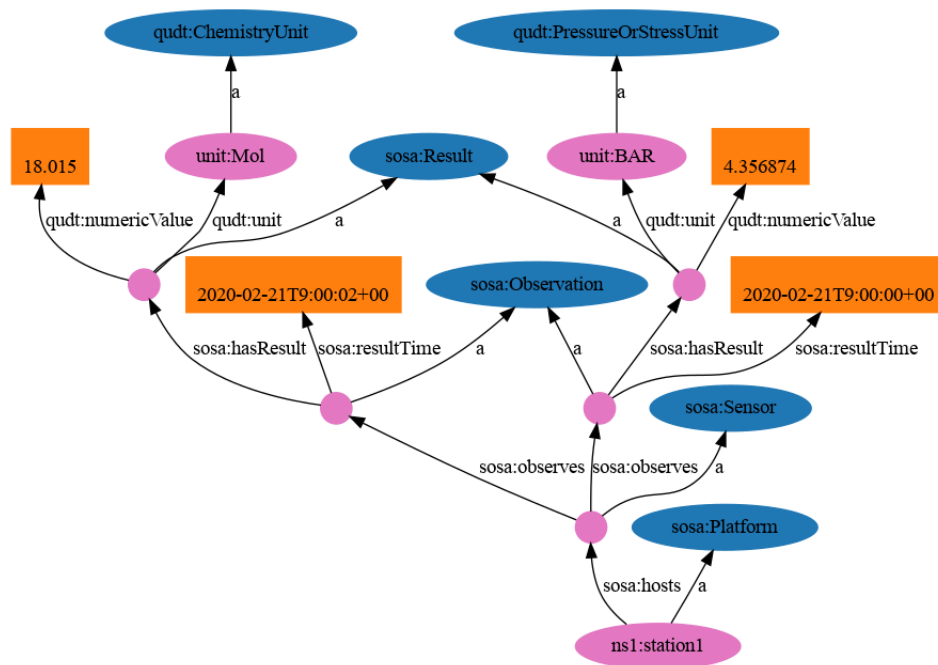 qudt:ChemistryUnit
qudt:PressureOrStressUnit
a
a
18.015
unit:Mol
sosa:Result
unit:BAR
4.356874
qudt:numericValue
qudt:unit
a
a
qudt:unit
qudt:numericValue
2020-02-21T9:00:02+00
sosa:Observation
2020-02-21T9:00:00+00
sosa:hasResult
sosa:resultTime
a
a
sosa:hasResult
sosa:resultTime
sosa:Sensor
sosa:observes
sosa:observes
a
sosa:Platform
sosa:hosts
a
ns1:station1